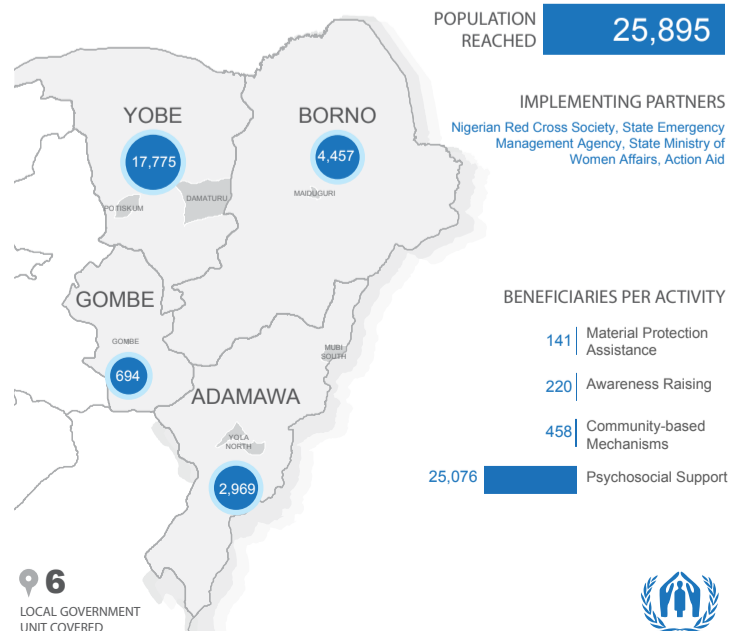 POPULATION
REACHED
25,895
IMPLEMENTING PARTNERS
Nigerian Red Cross Society, State Emergency
Management Agency, State Ministry of
Women Affairs, Action Aid
YOBE
17,775
POTISKUM
DAMATURU
BORNO
4,457
MAIDUGURI
GOMBE
GOMBE
694
MUBI
SOUTH
ADAMAWA
YOLA
NORTH
2,969
BENEFICIARIES PER ACTIVITY
141 Material Protection
Assistance
220 Awareness Raising
458 Community-based
Mechanisms
25,076 Psychosocial Support
6
LOCAL GOVERNMENT
UNIT COVERED